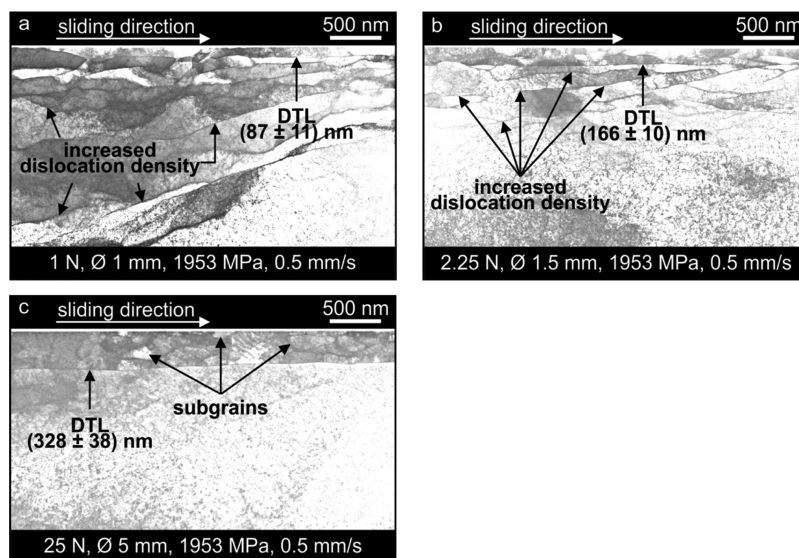 a
sliding direction
500 nm
DTL
(87 ± 11) nm
increased
dislocation density
1 N, Ø 1 mm, 1953 MPa, 0.5 mm/s
b
sliding direction
500 nm
DTL
(166 ± 10) nm
increased
dislocation density
2.25 N, Ø 1.5 mm, 1953 MPa, 0.5 mm/s
c
sliding direction
500 nm
subgrains
DTL
(328 ± 38) nm
25 N, Ø 5 mm, 1953 MPa, 0.5 mm/s